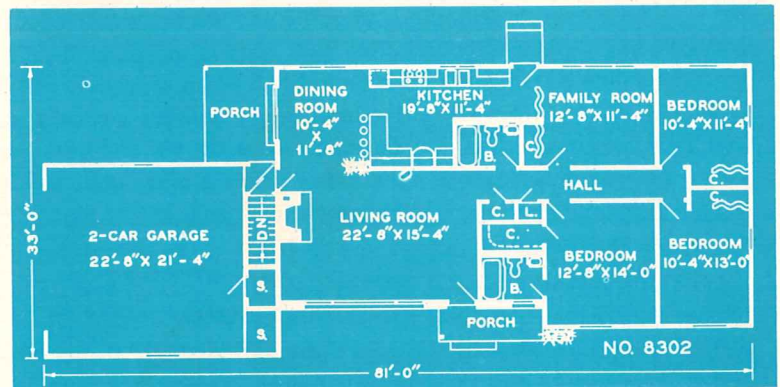 PORCH
DINING
ROOM
10'-4"
X
11'-8"
KITCHEN
19'-8"X 11'-4"
FAMILY ROOM
12'-8"X 11'-4"
BEDROOM
10'-4"X 11'-4"
B.
C.
C.
HALL
33'-0"
2-CAR GARAGE
22'-8"X 21'-4"
DN
LIVING ROOM
22'-8"X 15'-4"
C.
L.
C.
C.
BEDROOM
12'-8"X 14'-0"
BEDROOM
10'-4"X13'-0"
S.
S.
B.
PORCH
NO. 8302
81'-0"